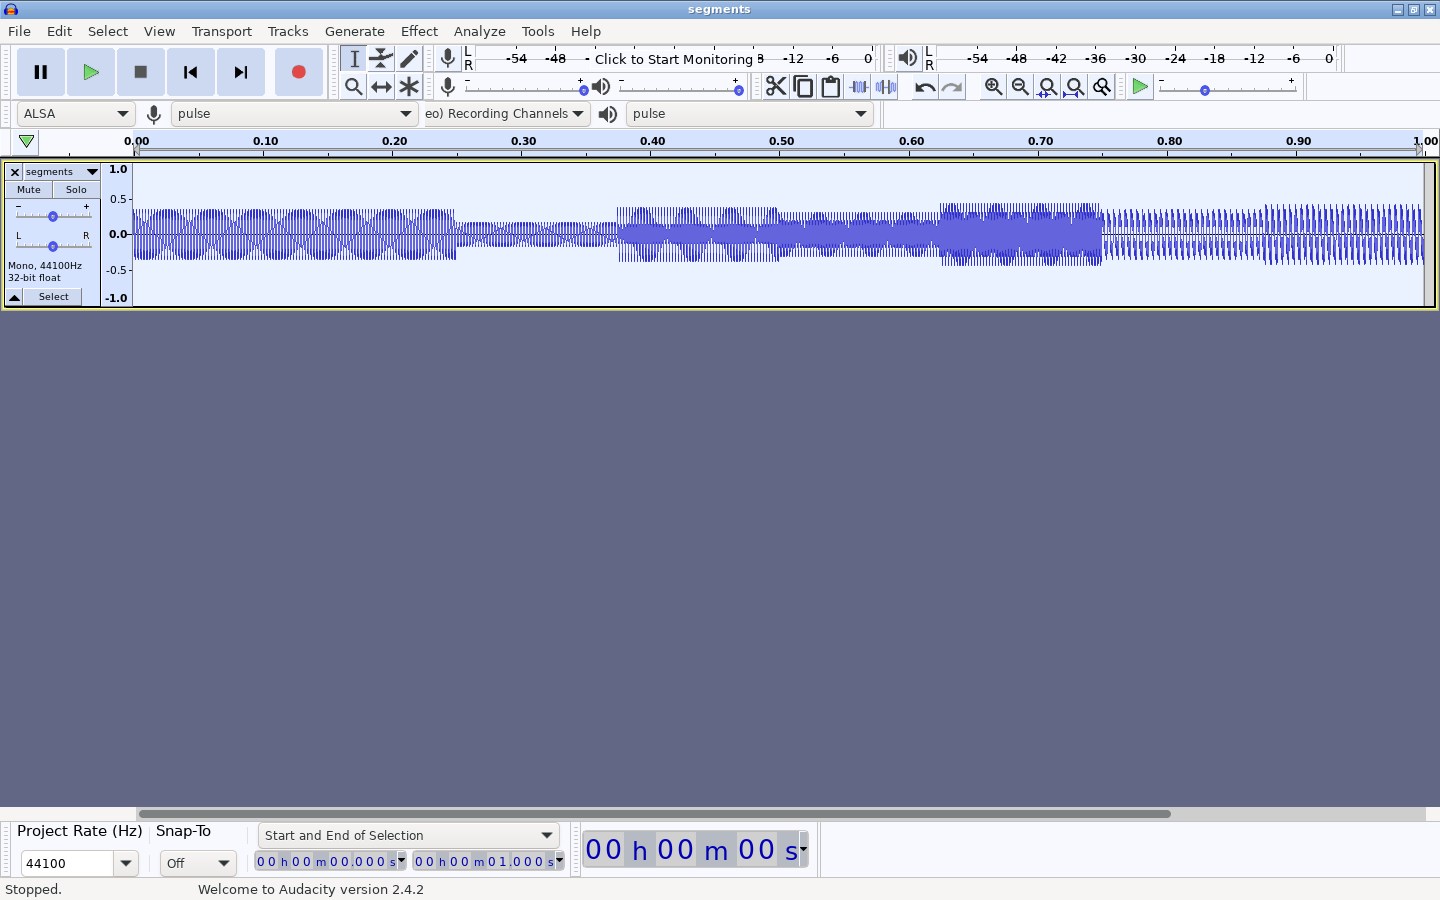 segments
File Edit Select View Transport Tracks Generate Effect Analyze Tools Help
L R -54 -48 - Click to Start Monitoring -12 -6 0 L R -54 -48 -42 -36 -30 -24 -18 -12 -6 0
- + - + - +
ALSA pulse eo) Recording Channels pulse
0.00 0.10 0.20 0.30 0.40 0.50 0.60 0.70 0.80 0.90 1.00
segments
Mute Solo
- +
L R
Mono, 44100Hz
32-bit float
Select
1.0
0.5
0.0
-0.5
-1.0
Project Rate (Hz) Snap-To Start and End of Selection
44100 Off 00 h 00 m 00.000 s 00 h 00 m 01.000 s 00 h 00 m 00 s
Stopped. Welcome to Audacity version 2.4.2